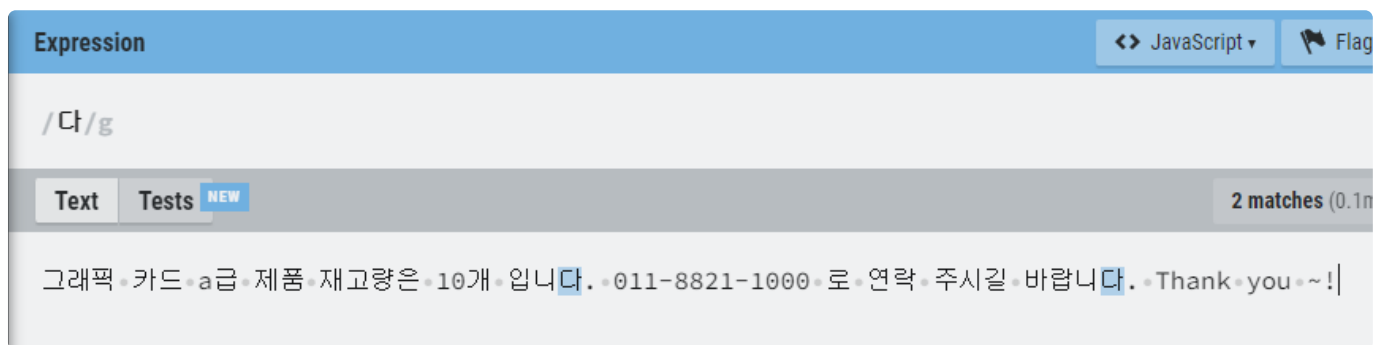 Expression
<> JavaScript ▾
Flag
/다/g
Text
Tests
NEW
2 matches (0.1m
그래픽 카드 a급 제품 재고량은 10개 입니다. 011-8821-1000 로 연락 주시길 바랍니다. Thank you ~!